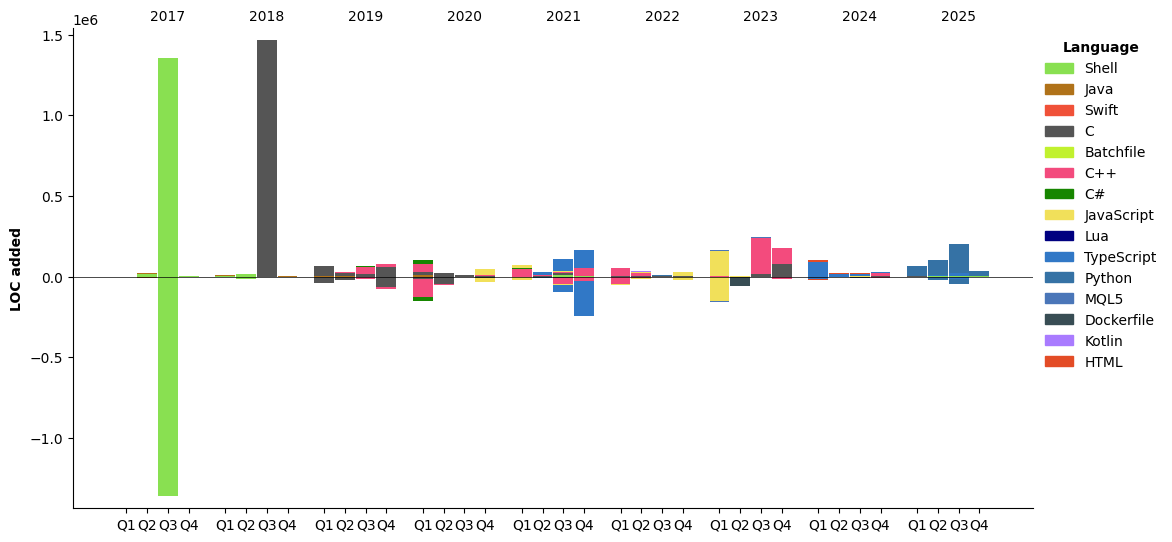 1e6
2017 2018 2019 2020 2021 2022 2023 2024 2025
1.5
1.0
0.5
0.0
−0.5
−1.0
LOC added
Q1 Q2 Q3 Q4 Q1 Q2 Q3 Q4 Q1 Q2 Q3 Q4 Q1 Q2 Q3 Q4 Q1 Q2 Q3 Q4 Q1 Q2 Q3 Q4 Q1 Q2 Q3 Q4 Q1 Q2 Q3 Q4 Q1 Q2 Q3 Q4
Language
Shell
Java
Swift
C
Batchfile
C++
C#
JavaScript
Lua
TypeScript
Python
MQL5
Dockerfile
Kotlin
HTML